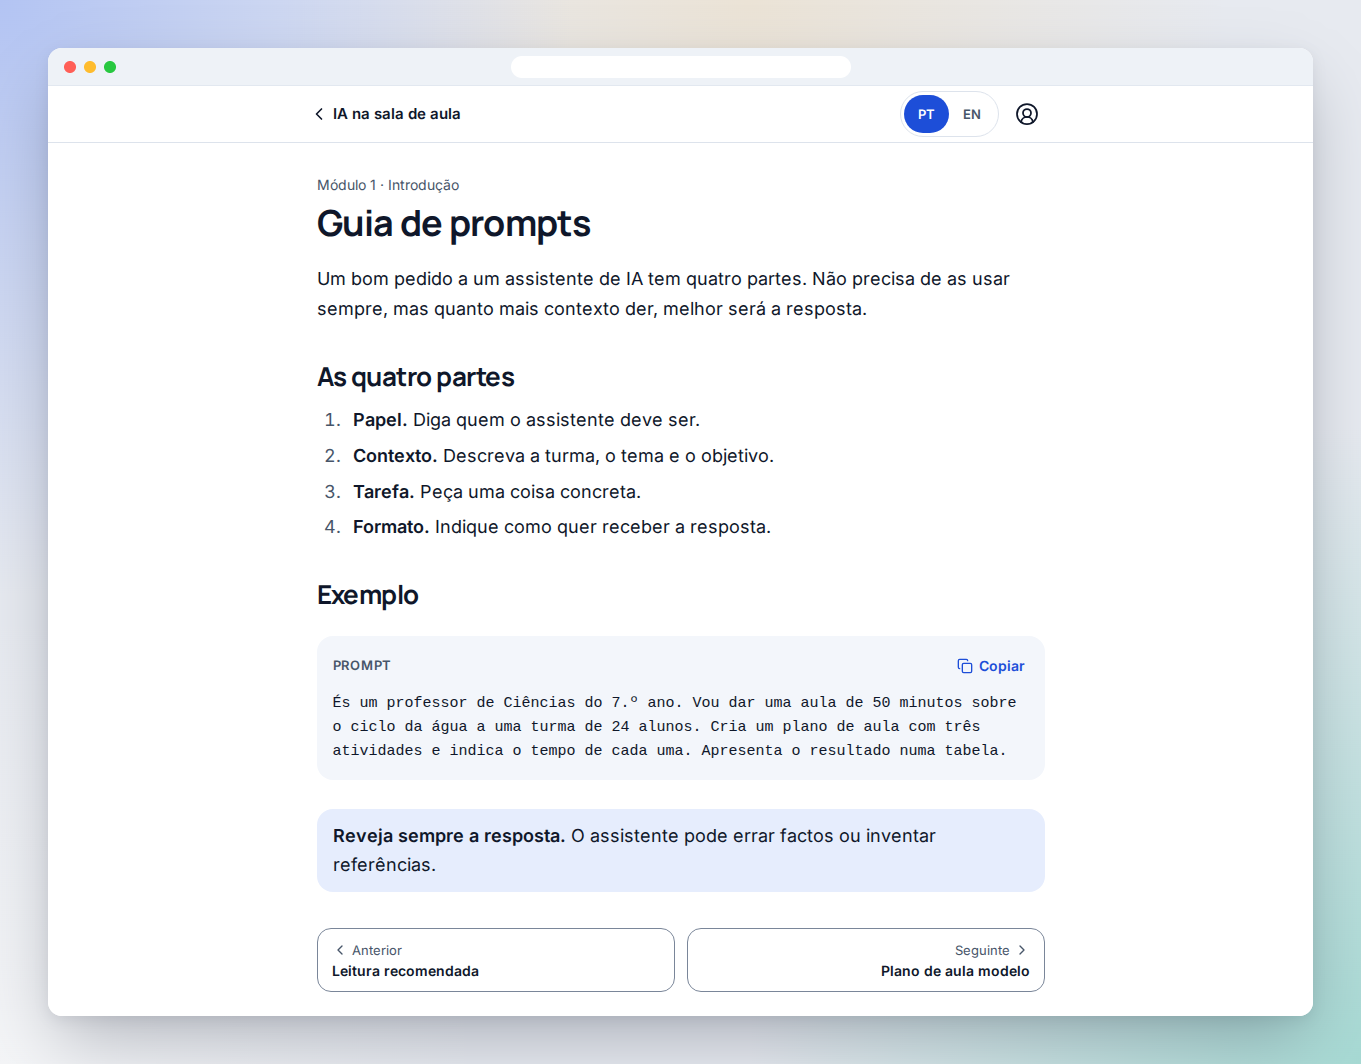 IA na sala de aula
PT
EN
Módulo 1 · Introdução
Guia de prompts
Um bom pedido a um assistente de IA tem quatro partes. Não precisa de as usar
sempre, mas quanto mais contexto der, melhor será a resposta.
As quatro partes
1. Papel. Diga quem o assistente deve ser.
2. Contexto. Descreva a turma, o tema e o objetivo.
3. Tarefa. Peça uma coisa concreta.
4. Formato. Indique como quer receber a resposta.
Exemplo
PROMPT
Copiar
És um professor de Ciências do 7.º ano. Vou dar uma aula de 50 minutos sobre
o ciclo da água a uma turma de 24 alunos. Cria um plano de aula com três
atividades e indica o tempo de cada uma. Apresenta o resultado numa tabela.
Reveja sempre a resposta. O assistente pode errar factos ou inventar
referências.
Anterior
Leitura recomendada
Seguinte
Plano de aula modelo